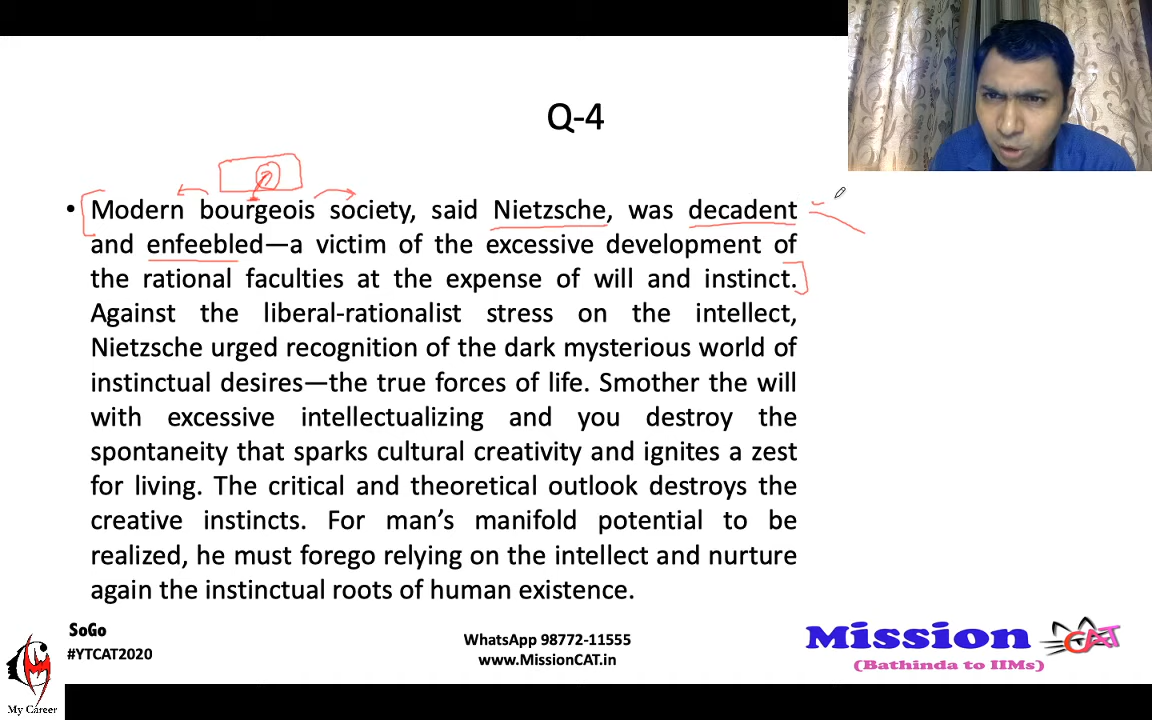 Q-4
• Modern bourgeois society, said Nietzsche, was decadent
and enfeebled—a victim of the excessive development of
the rational faculties at the expense of will and instinct.
Against the liberal-rationalist stress on the intellect,
Nietzsche urged recognition of the dark mysterious world of
instinctual desires—the true forces of life. Smother the will
with excessive intellectualizing and you destroy the
spontaneity that sparks cultural creativity and ignites a zest
for living. The critical and theoretical outlook destroys the
creative instincts. For man's manifold potential to be
realized, he must forego relying on the intellect and nurture
again the instinctual roots of human existence.
SoGo
#YTCAT2020
My Career
WhatsApp 98772-11555
www.MissionCAT.in
Mission CAT
(Bathinda to IIMs)